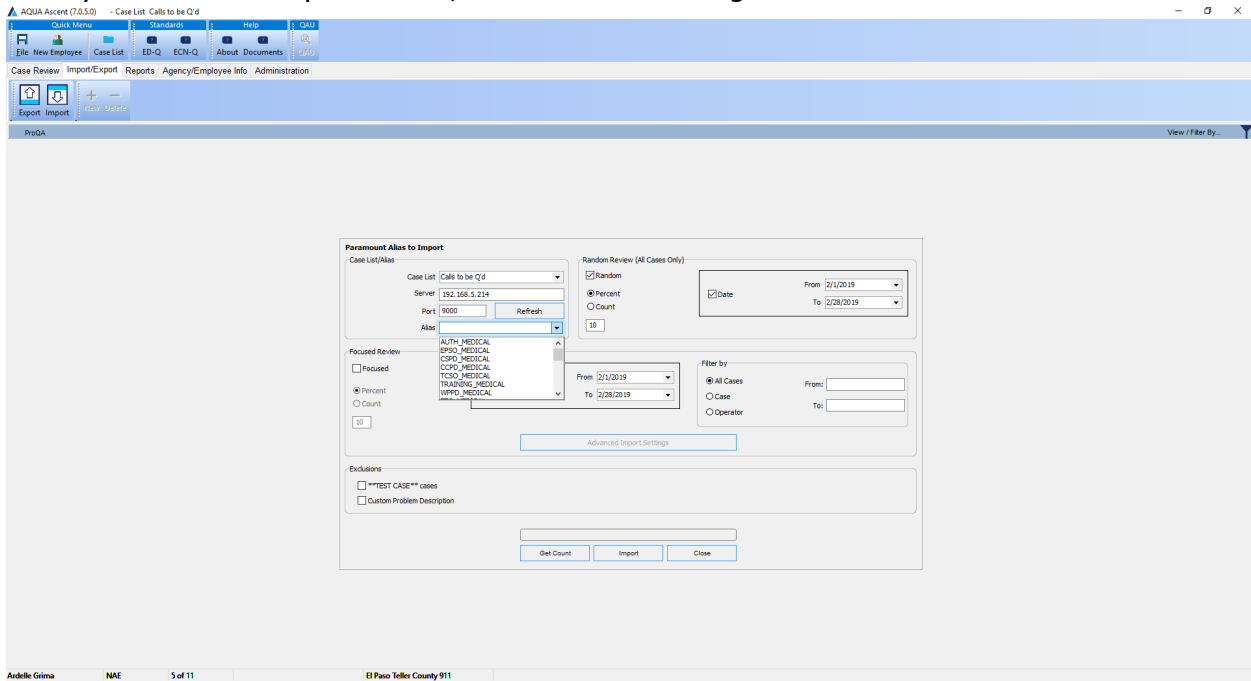 AQUA Ascent (7.0.5.0) - Case List Calls to be Q'd
Quick Menu Standards Help QAU
File New Employee Case List ED-Q ECN-Q About Documents QAU
Case Review Import/Export Reports Agency/Employee Info Administration
Export Import New Delete
ProQA View / Filter By...
Paramount Alias to Import
Case List/Alias
Case List Calls to be Q'd
Server 192.168.5.214
Port 9000 Refresh
Alias
AUTH_MEDICAL
EPSO_MEDICAL
CSPD_MEDICAL
CCPD_MEDICAL
TCSO_MEDICAL
TRAINING_MEDICAL
WPPD_MEDICAL
Random Review (All Cases Only)
Random
Percent
Count
10
Date
From 2/1/2019
To 2/28/2019
Focused Review
Focused
Percent
Count
10
From 2/1/2019
To 2/28/2019
Filter by
All Cases
Case
Operator
From:
To:
Advanced Import Settings
Exclusions
**TEST CASE** cases
Custom Problem Description
Get Count Import Close
Ardelle Grima NAE 5 of 11 El Paso Teller County 911